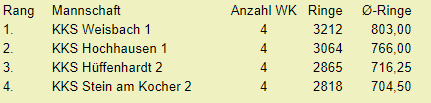 Rang Mannschaft Anzahl WK Ringe Ø-Ringe
1. KKS Weisbach 1 4 3212 803,00
2. KKS Hochhausen 1 4 3064 766,00
3. KKS Hüffenhardt 2 4 2865 716,25
4. KKS Stein am Kocher 2 4 2818 704,50